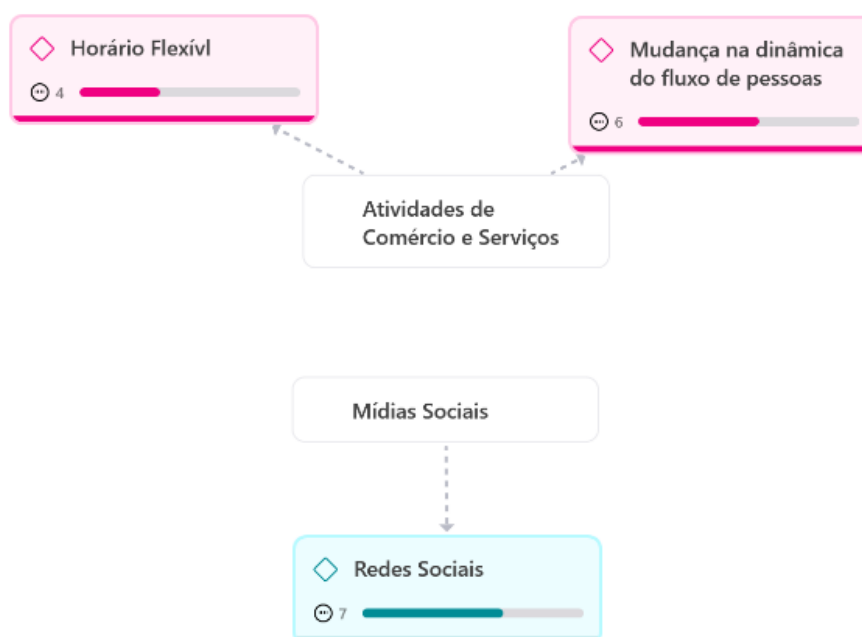 Horário Flexívl
4
Mudança na dinâmica
do fluxo de pessoas
6
Atividades de
Comércio e Serviços
Mídias Sociais
Redes Sociais
7